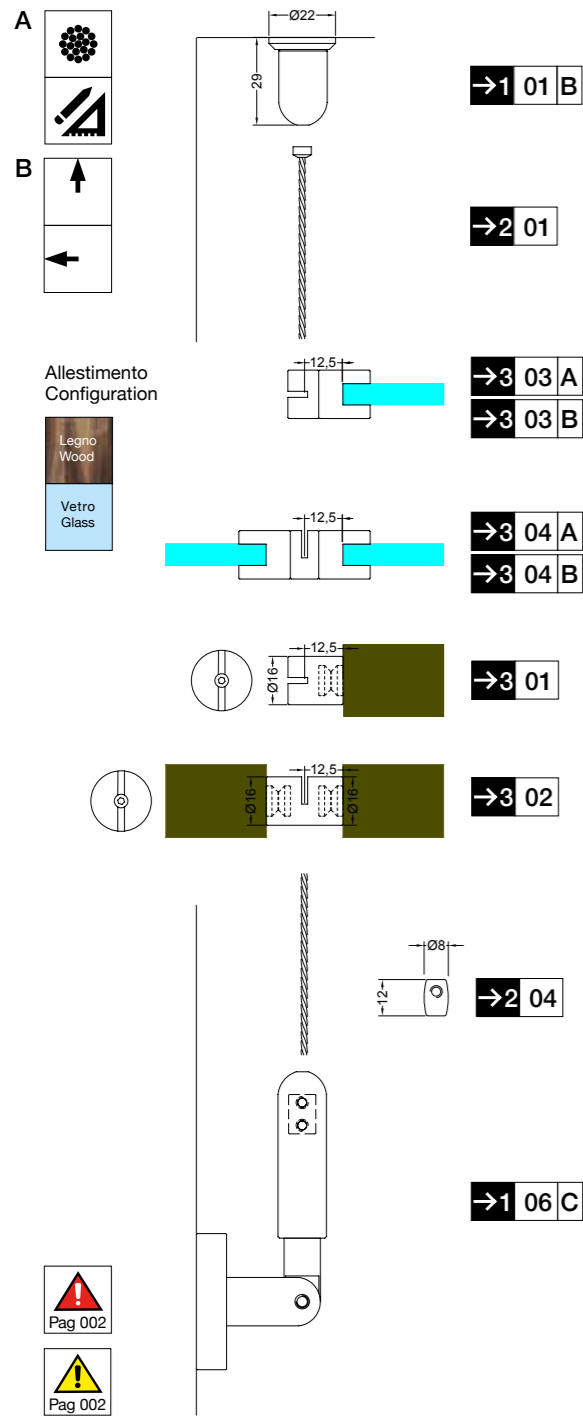 A
Ø22
29
→1 01 B
B
→2 01
Allestimento
Configuration
Legno
Wood
Vetro
Glass
12,5
→3 03 A
→3 03 B
12,5
→3 04 A
→3 04 B
12,5
Ø16
→3 01
12,5
Ø16
Ø16
→3 02
Ø8
12
→2 04
→1 06 C
!
Pag 002
!
Pag 002